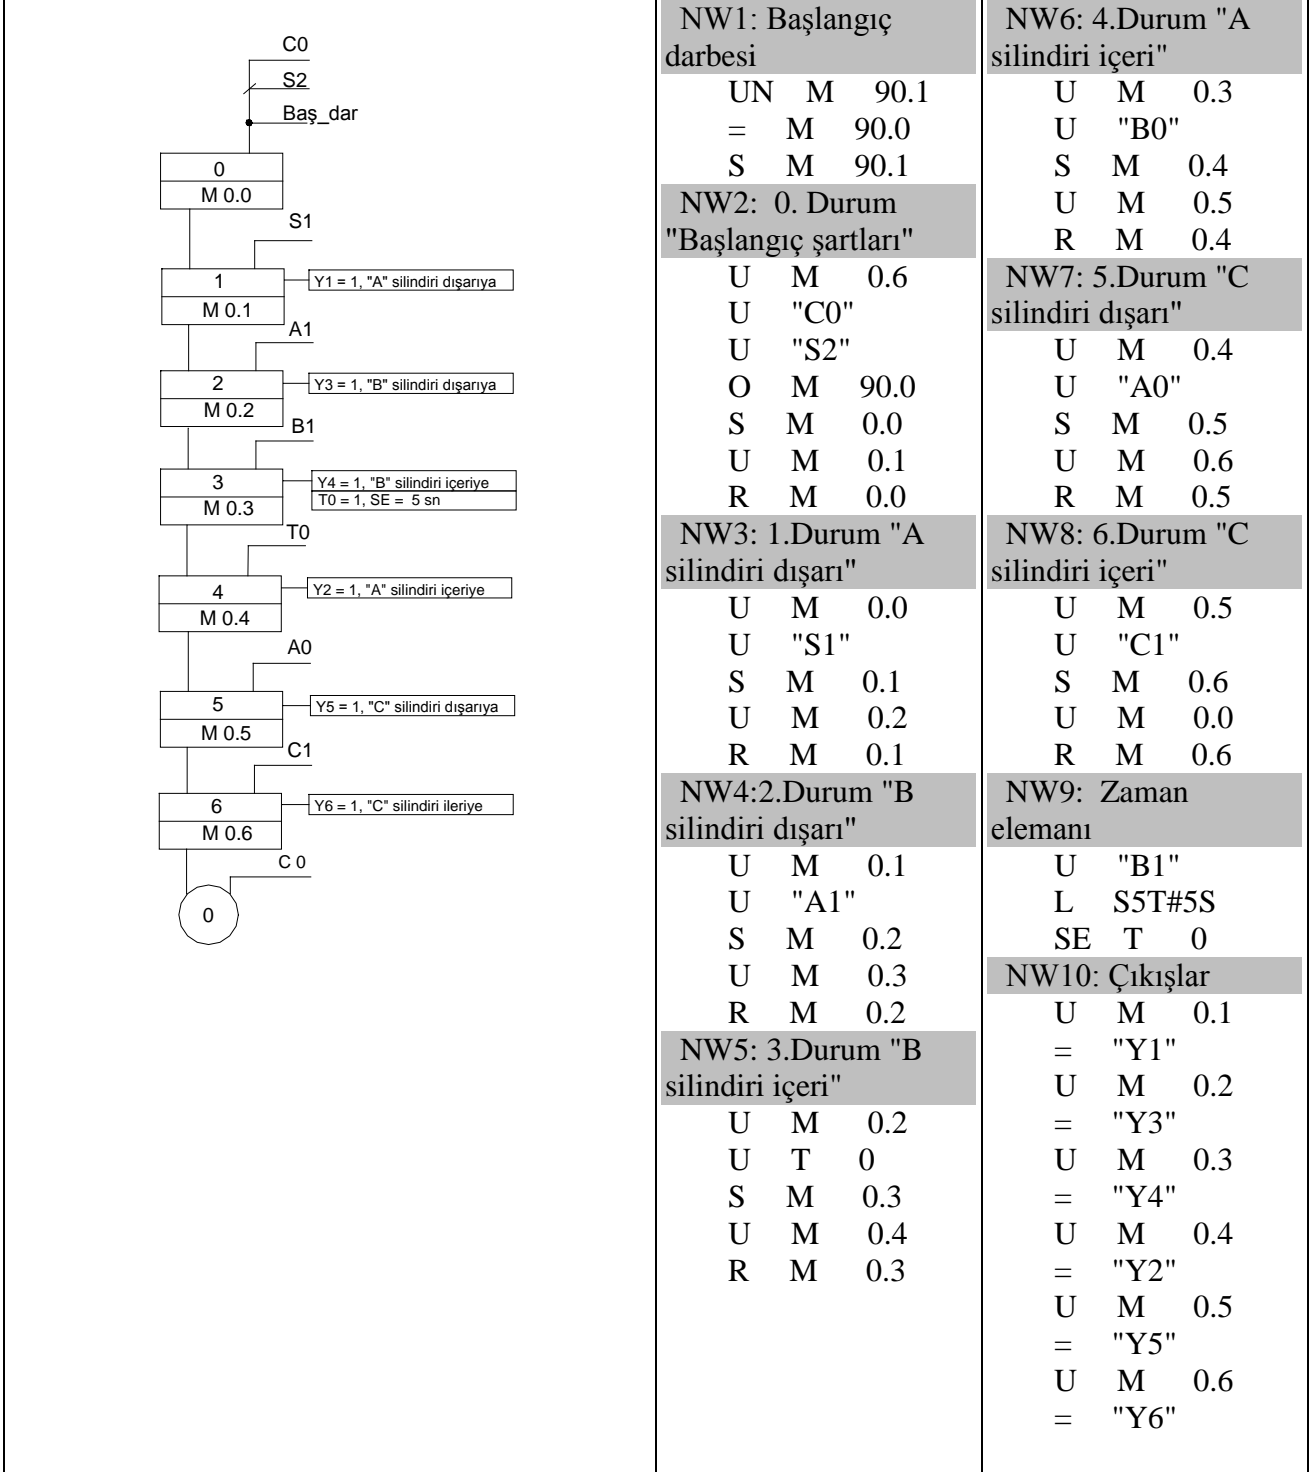 C0
S2
Baş_dar
0
M 0.0
S1
1
Y1 = 1, "A" silindiri dışarıya
M 0.1
A1
2
Y3 = 1, "B" silindiri dışarıya
M 0.2
B1
3
Y4 = 1, "B" silindiri içeriye
M 0.3
T0 = 1, SE = 5 sn
T0
4
Y2 = 1, "A" silindiri içeriye
M 0.4
A0
5
Y5 = 1, "C" silindiri dışarıya
M 0.5
C1
6
Y6 = 1, "C" silindiri ileriye
M 0.6
C 0
0
NW1: Başlangıç
darbesi
UN M 90.1
= M 90.0
S M 90.1
NW2: 0. Durum
"Başlangıç şartları"
U M 0.6
U "C0"
U "S2"
O M 90.0
S M 0.0
U M 0.1
R M 0.0
NW3: 1.Durum "A
silindiri dışarı"
U M 0.0
U "S1"
S M 0.1
U M 0.2
R M 0.1
NW4:2.Durum "B
silindiri dışarı"
U M 0.1
U "A1"
S M 0.2
U M 0.3
R M 0.2
NW5: 3.Durum "B
silindiri içeri"
U M 0.2
U T 0
S M 0.3
U M 0.4
R M 0.3
NW6: 4.Durum "A
silindiri içeri"
U M 0.3
U "B0"
S M 0.4
U M 0.5
R M 0.4
NW7: 5.Durum "C
silindiri dışarı"
U M 0.4
U "A0"
S M 0.5
U M 0.6
R M 0.5
NW8: 6.Durum "C
silindiri içeri"
U M 0.5
U "C1"
S M 0.6
U M 0.0
R M 0.6
NW9: Zaman
elemanı
U "B1"
L S5T#5S
SE T 0
NW10: Çıkışlar
U M 0.1
= "Y1"
U M 0.2
= "Y3"
U M 0.3
= "Y4"
U M 0.4
= "Y2"
U M 0.5
= "Y5"
U M 0.6
= "Y6"